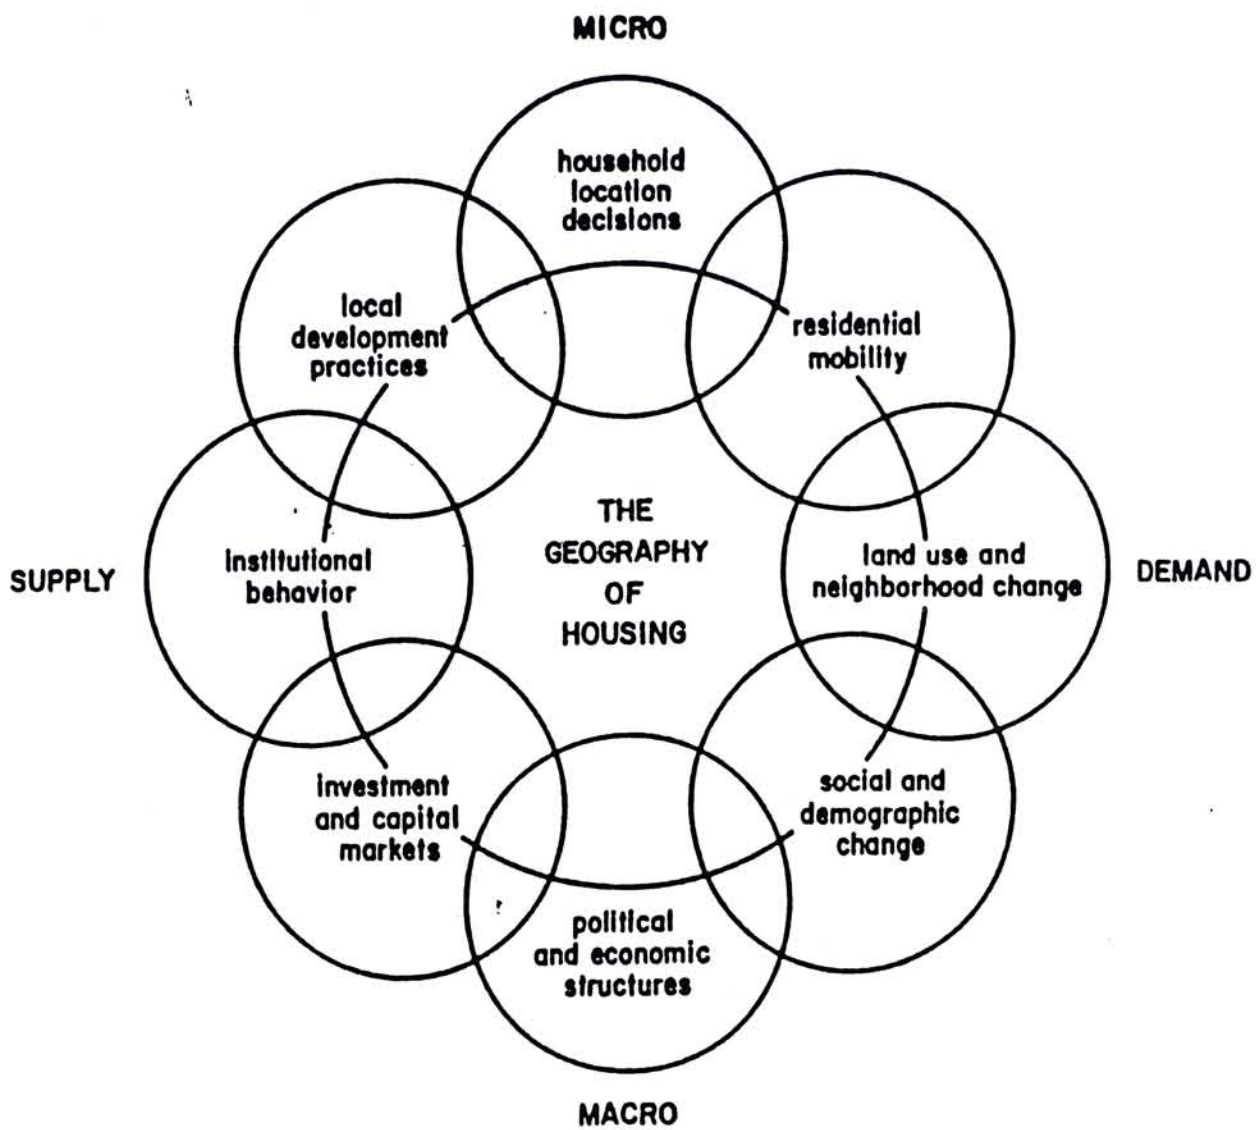 MICRO
household
location
decisions
local
development
practices
residential
mobility
THE
GEOGRAPHY
OF
HOUSING
SUPPLY
institutional
behavior
land use and
neighborhood change
DEMAND
investment
and capital
markets
social and
demographic
change
political
and economic
structures
MACRO